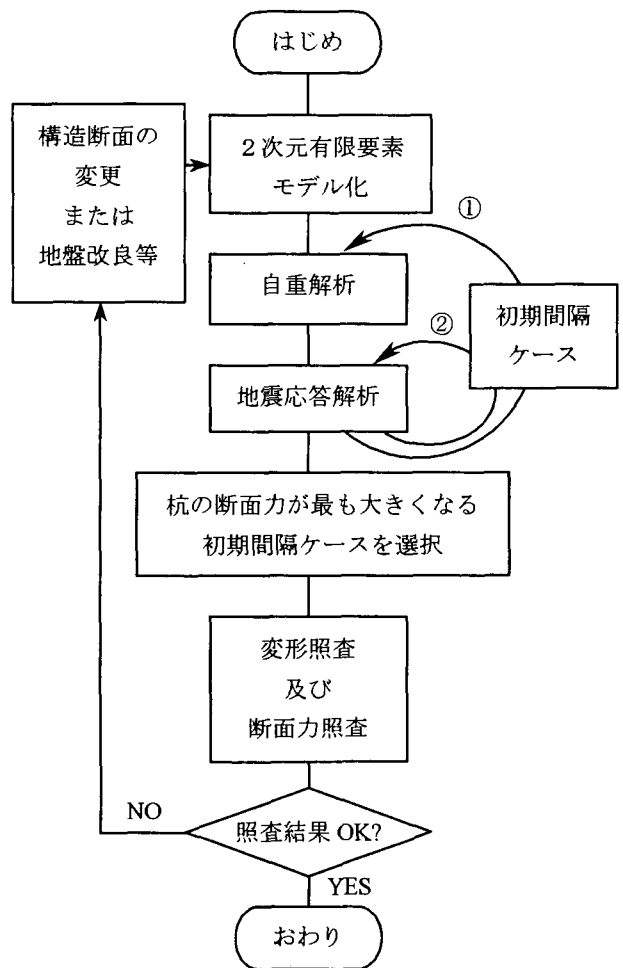 はじめ
構造断面の
変更
または
地盤改良等
2次元有限要素
モデル化
①
自重解析
初期間隔
ケース
②
地震応答解析
杭の断面力が最も大きくなる
初期間隔ケースを選択
変形照査
及び
断面力照査
NO
照査結果 OK?
YES
おわり